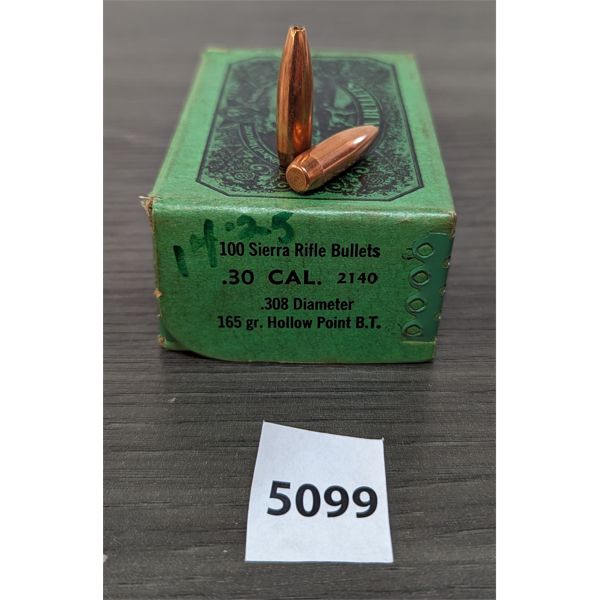 14.25
100 Sierra Rifle Bullets
.30 CAL. 2140
.308 Diameter
165 gr. Hollow Point B.T.
5099